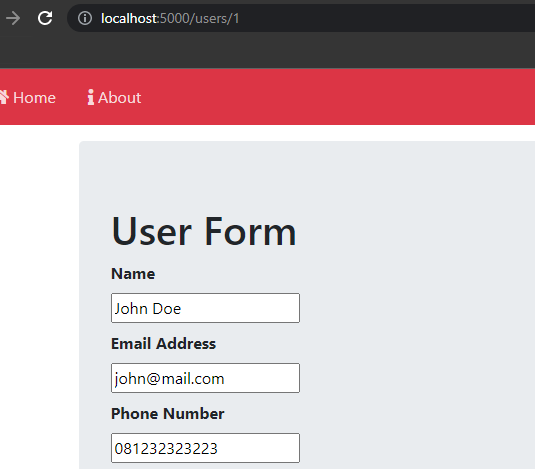 localhost:5000/users/1
Home About
User Form
Name
John Doe
Email Address
john@mail.com
Phone Number
081232323223